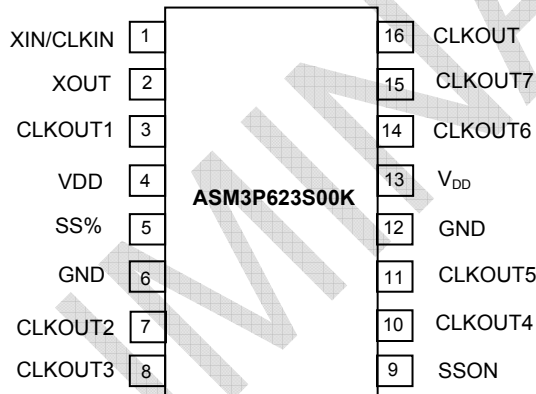 XIN/CLKIN 1 16 CLKOUT
XOUT 2 15 CLKOUT7
CLKOUT1 3 14 CLKOUT6
VDD 4 13 VDD
ASM3P623S00K
SS% 5 12 GND
GND 6 11 CLKOUT5
CLKOUT2 7 10 CLKOUT4
CLKOUT3 8 9 SSON